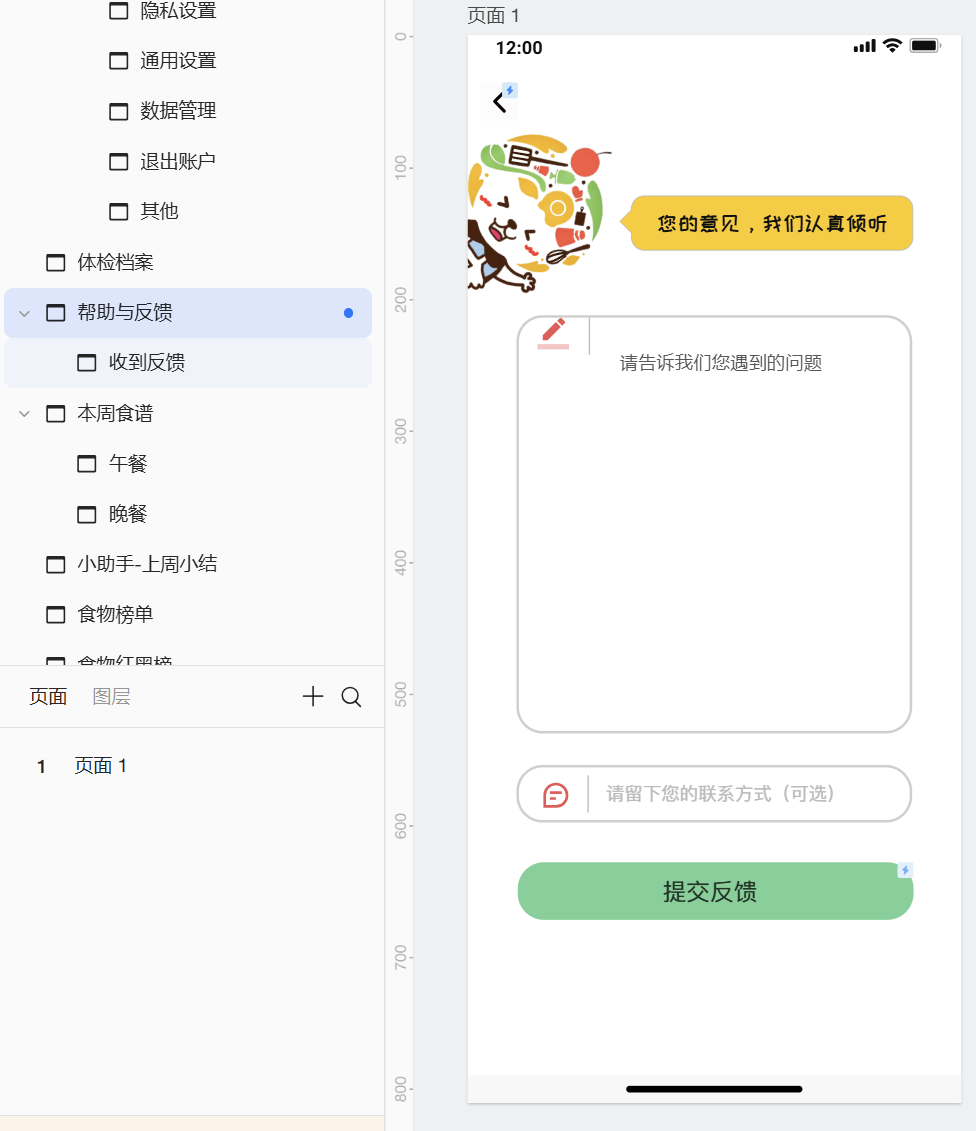 隐私设置
通用设置
数据管理
退出账户
其他
体检档案
帮助与反馈
收到反馈
本周食谱
午餐
晚餐
小助手-上周小结
食物榜单
食物红黑榜
页面
图层
1 页面 1
0
100
200
300
400
500
600
700
800
页面 1
12:00
您的意见，我们认真倾听
请告诉我们您遇到的问题
请留下您的联系方式（可选）
提交反馈